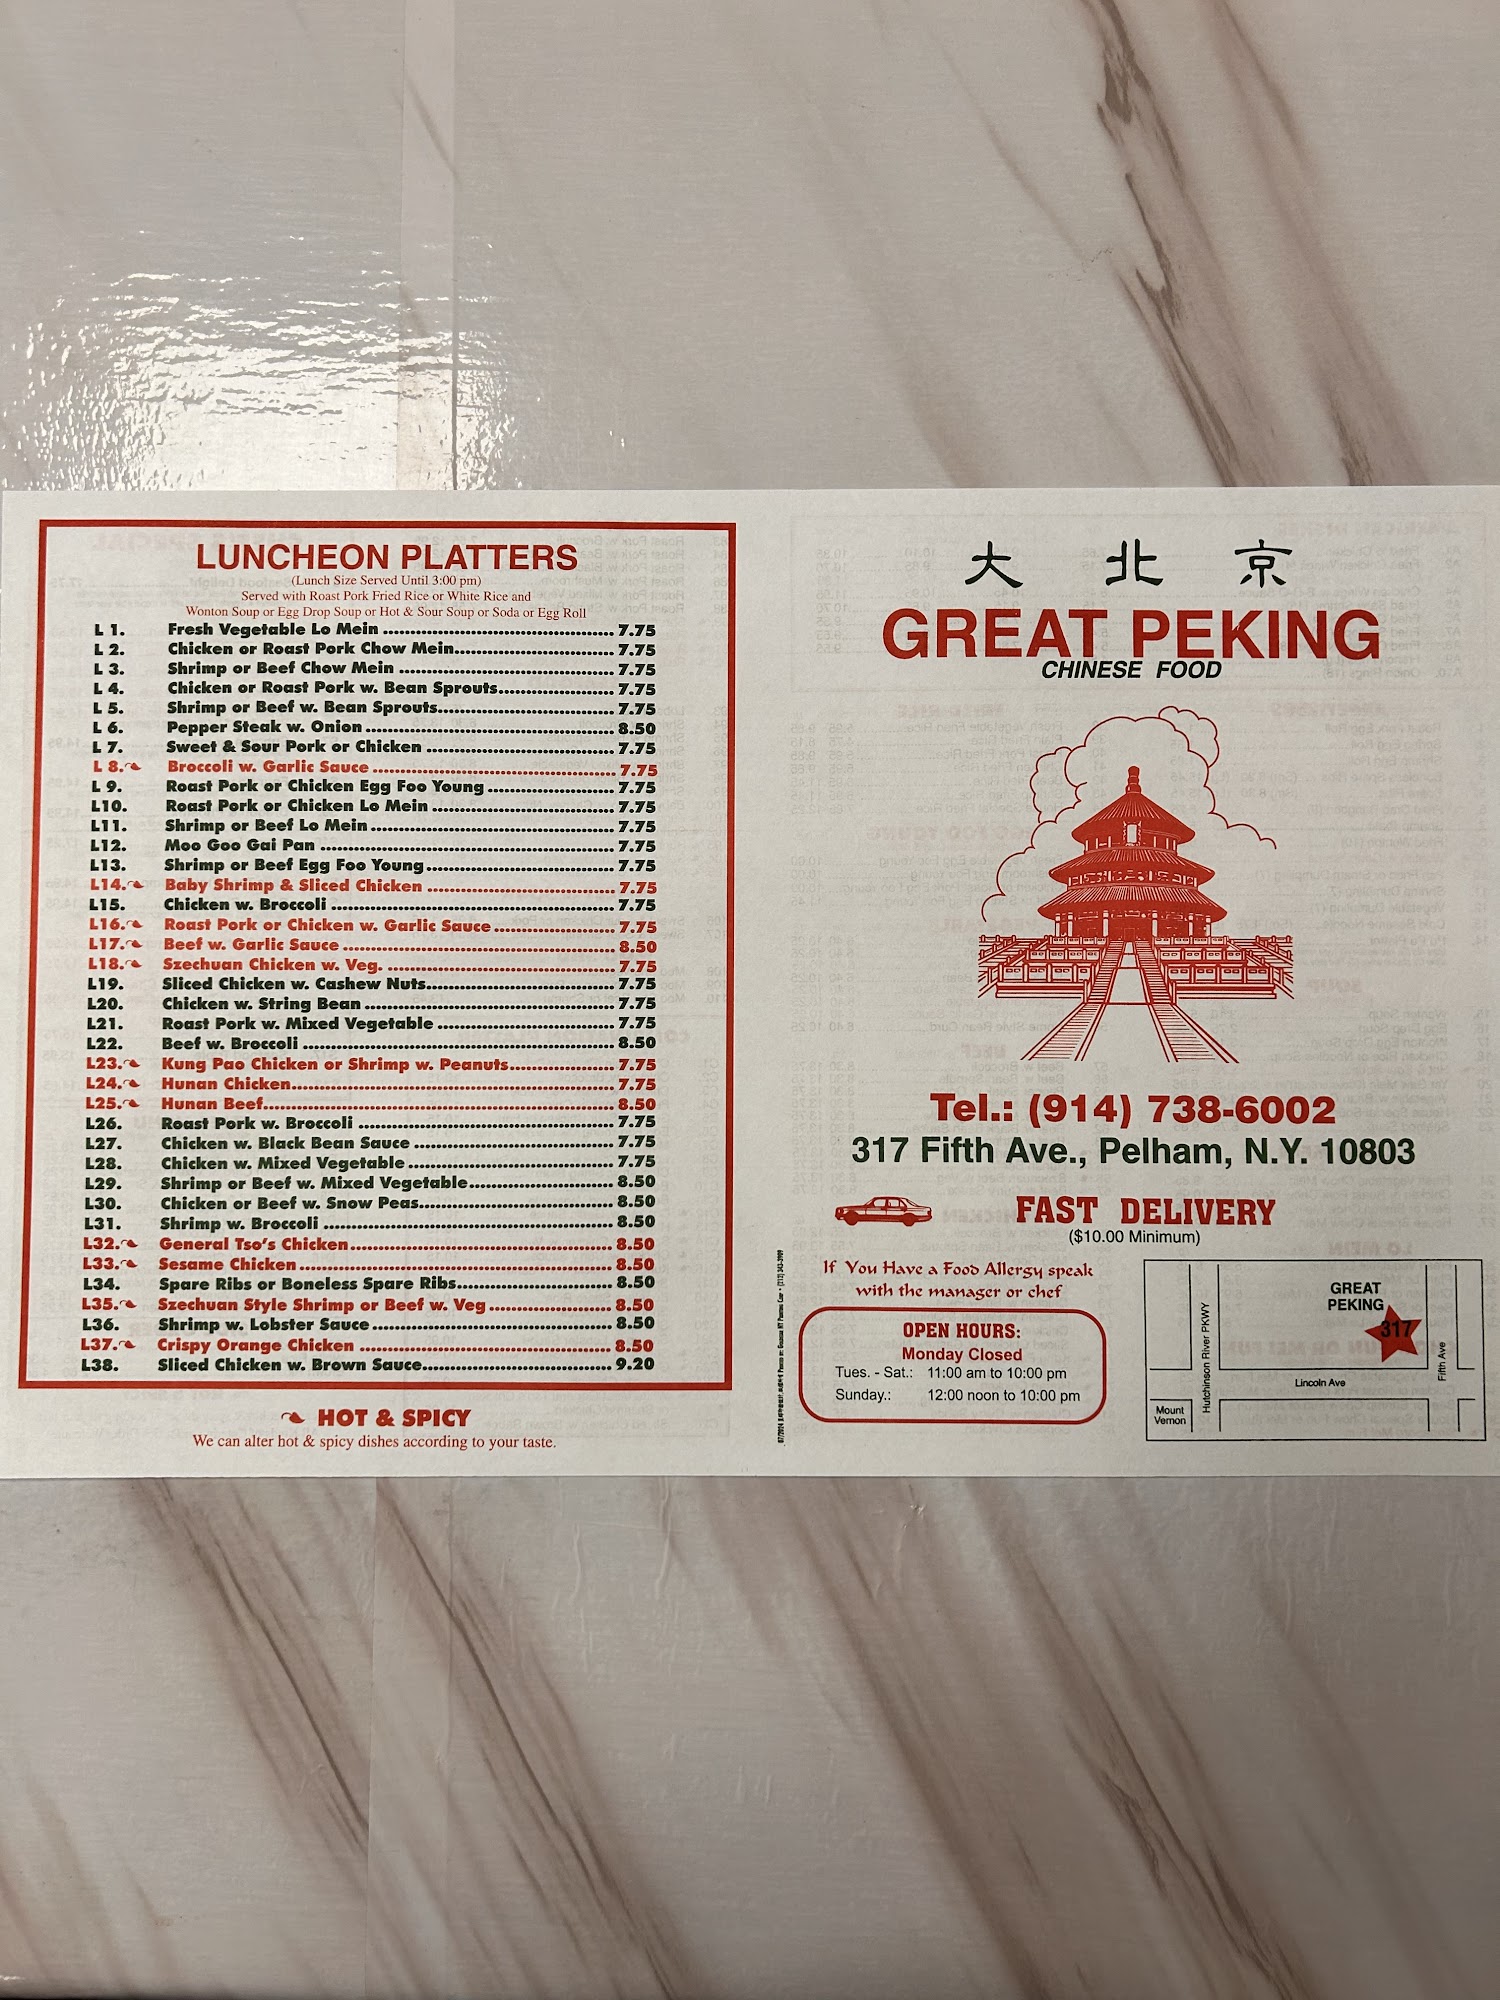 LUNCHEON PLATTERS
(Lunch Size Served Until 3:00 pm)
Served with Roast Pork Fried Rice or White Rice and
Wonton Soup or Egg Drop Soup or Hot & Sour Soup or Soda or Egg Roll
L 1. Fresh Vegetable Lo Mein 7.75
L 2. Chicken or Roast Pork Chow Mein 7.75
L 3. Shrimp or Beef Chow Mein 7.75
L 4. Chicken or Roast Pork w. Bean Sprouts 7.75
L 5. Shrimp or Beef w. Bean Sprouts 7.75
L 6. Pepper Steak w. Onion 8.50
L 7. Sweet & Sour Pork or Chicken 7.75
L 8. Broccoli w. Garlic Sauce 7.75
L 9. Roast Pork or Chicken Egg Foo Young 7.75
L10. Roast Pork or Chicken Lo Mein 7.75
L11. Shrimp or Beef Lo Mein 7.75
L12. Moo Goo Gai Pan 7.75
L13. Shrimp or Beef Egg Foo Young 7.75
L14. Baby Shrimp & Sliced Chicken 7.75
L15. Chicken w. Broccoli 7.75
L16. Roast Pork or Chicken w. Garlic Sauce 7.75
L17. Beef w. Garlic Sauce 8.50
L18. Szechuan Chicken w. Veg. 7.75
L19. Sliced Chicken w. Cashew Nuts 7.75
L20. Chicken w. String Bean 7.75
L21. Roast Pork w. Mixed Vegetable 7.75
L22. Beef w. Broccoli 8.50
L23. Kung Pao Chicken or Shrimp w. Peanuts 7.75
L24. Hunan Chicken 7.75
L25. Hunan Beef 8.50
L26. Roast Pork w. Broccoli 7.75
L27. Chicken w. Black Bean Sauce 7.75
L28. Chicken w. Mixed Vegetable 7.75
L29. Shrimp or Beef w. Mixed Vegetable 8.50
L30. Chicken or Beef w. Snow Peas 8.50
L31. Shrimp w. Broccoli 8.50
L32. General Tso's Chicken 8.50
L33. Sesame Chicken 8.50
L34. Spare Ribs or Boneless Spare Ribs 8.50
L35. Szechuan Style Shrimp or Beef w. Veg 8.50
L36. Shrimp w. Lobster Sauce 8.50
L37. Crispy Orange Chicken 8.50
L38. Sliced Chicken w. Brown Sauce 9.20
HOT & SPICY
We can alter hot & spicy dishes according to your taste.
大北京
GREAT PEKING
CHINESE FOOD
Tel.: (914) 738-6002
317 Fifth Ave., Pelham, N.Y. 10803
FAST DELIVERY
($10.00 Minimum)
If You Have a Food Allergy speak
with the manager or chef
OPEN HOURS:
Monday Closed
Tues. - Sat.: 11:00 am to 10:00 pm
Sunday.: 12:00 noon to 10:00 pm
GREAT
PEKING
317
Hutchinson River PKWY
Fifth Ave
Lincoln Ave
Mount
Vernon